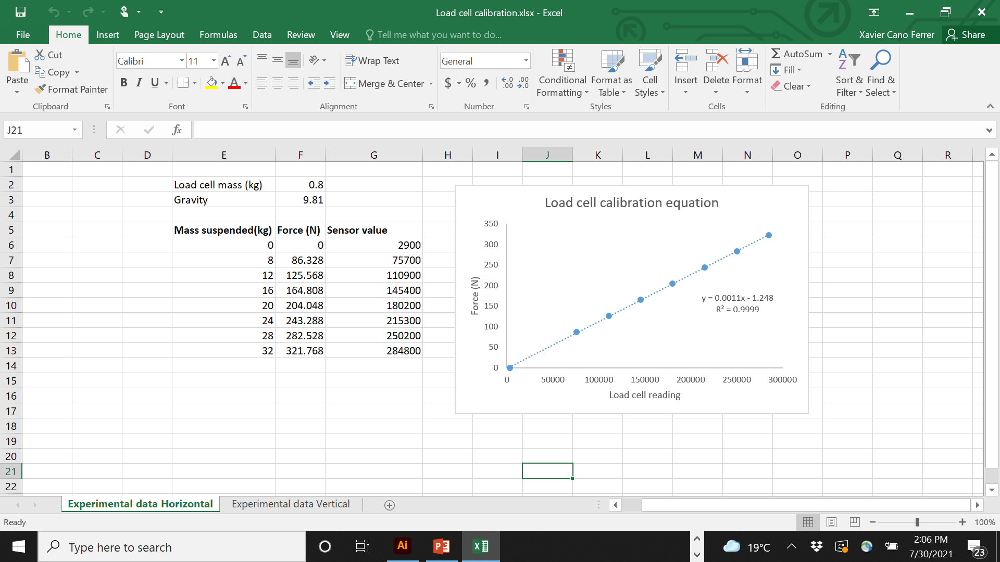 Load cell calibration.xlsx - Excel
File Home Insert Page Layout Formulas Data Review View Tell me what you want to do... Xavier Cano Ferrer Share
Paste Cut Copy Format Painter Clipboard
Calibri 11 B I U A Font
Wrap Text Merge & Center Alignment
General $ % , .00 .0 Number
Conditional Formatting Format as Table Cell Styles Styles
Insert Delete Format Cells
AutoSum Fill Clear Sort & Filter Find & Select Editing
J21 fx
B C D E F G H I J K L M N O P Q R
1
2 Load cell mass (kg) 0.8
3 Gravity 9.81
4
5 Mass suspended(kg) Force (N) Sensor value
6 0 0 2900
7 8 86.328 75700
8 12 125.568 110900
9 16 164.808 145400
10 20 204.048 180200
11 24 243.288 215300
12 28 282.528 250200
13 32 321.768 284800
14
15
16
17
18
19
20
21
22
Load cell calibration equation
350
300
250
200
150
100
50
0
Force (N)
y = 0.0011x - 1.248
R² = 0.9999
0 50000 100000 150000 200000 250000 300000
Load cell reading
Experimental data Horizontal Experimental data Vertical
Ready 100%
Type here to search Ai P X 19°C 2:06 PM
7/30/2021 23